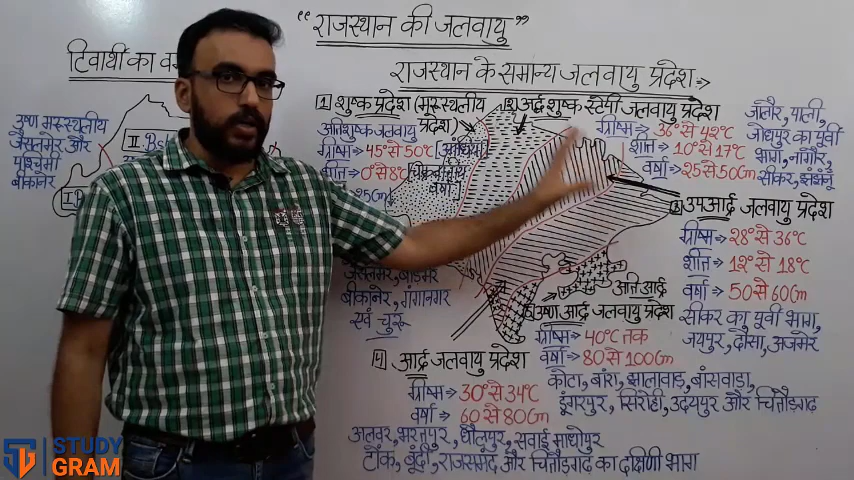 “राजस्थान की जलवायु”
टिवार्थी का व
राजस्थान के समान्य जलवायु प्रदेश
उष्ण मरूस्थलीय
जैसलमेर और
पश्चिमी
बीकानेर
II Bsh
1 शुष्क प्रदेश (मरूस्थलीय प्रदेश)
अतिशुष्क जलवायु
ग्रीष्म → 45° से 50°C
शीत → 0° से 8°C
25Cm
जैसलमेर, बाड़मेर
बीकानेर, गंगानगर
एवं चुरू
2 अर्द्ध शुष्क स्टेपी जलवायु प्रदेश
ग्रीष्म → 36° से 42°C
शीत → 10° से 17°C
वर्षा → 25 से 50Cm
जालौर, पाली,
जोधपुर का पूर्वी
भाग, नागौर,
सीकर, झुंझुनूं
3 उप आर्द्र जलवायु प्रदेश
ग्रीष्म → 28° से 36°C
शीत → 12° से 18°C
वर्षा → 50 से 60Cm
सीकर का पूर्वी भाग,
जयपुर, दौसा, अजमेर
अति आर्द्र
उष्ण आर्द्र जलवायु प्रदेश
ग्रीष्म → 40°C तक
वर्षा → 80 से 100Cm
कोटा, बारां, झालावाड़, बांसवाड़ा,
डूंगरपुर, सिरोही, उदयपुर और चित्तौड़गढ़
4 आर्द्र जलवायु प्रदेश
ग्रीष्म → 30° से 34°C
वर्षा → 60 से 80Cm
अलवर, भरतपुर, धौलपुर, सवाई माधोपुर
टोंक, बूंदी, राजसमंद और चित्तौड़गढ़ का दक्षिणी भाग
STUDY
GRAM